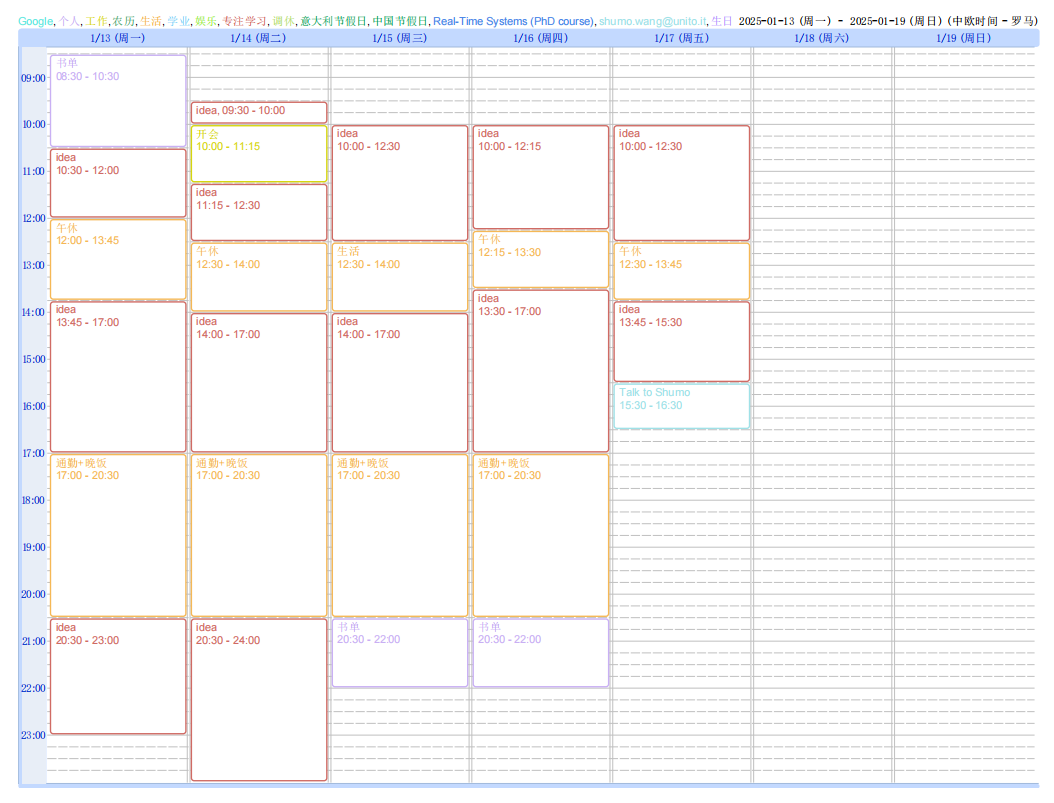 Google, 个人, 工作, 农历, 生活, 学业, 娱乐, 专注学习, 调休, 意大利节假日, 中国节假日, Real-Time Systems (PhD course), shumo.wang@unito.it, 生日 2025-01-13 (周一) - 2025-01-19 (周日) (中欧时间 - 罗马)
1/13 (周一) 1/14 (周二) 1/15 (周三) 1/16 (周四) 1/17 (周五) 1/18 (周六) 1/19 (周日)
09:00
10:00
11:00
12:00
13:00
14:00
15:00
16:00
17:00
18:00
19:00
20:00
21:00
22:00
23:00
书单
08:30 - 10:30
idea
10:30 - 12:00
午休
12:00 - 13:45
idea
13:45 - 17:00
通勤+晚饭
17:00 - 20:30
idea
20:30 - 23:00
idea, 09:30 - 10:00
开会
10:00 - 11:15
idea
11:15 - 12:30
午休
12:30 - 14:00
idea
14:00 - 17:00
通勤+晚饭
17:00 - 20:30
idea
20:30 - 24:00
idea
10:00 - 12:30
生活
12:30 - 14:00
idea
14:00 - 17:00
通勤+晚饭
17:00 - 20:30
书单
20:30 - 22:00
idea
10:00 - 12:15
午休
12:15 - 13:30
idea
13:30 - 17:00
通勤+晚饭
17:00 - 20:30
书单
20:30 - 22:00
idea
10:00 - 12:30
午休
12:30 - 13:45
idea
13:45 - 15:30
Talk to Shumo
15:30 - 16:30